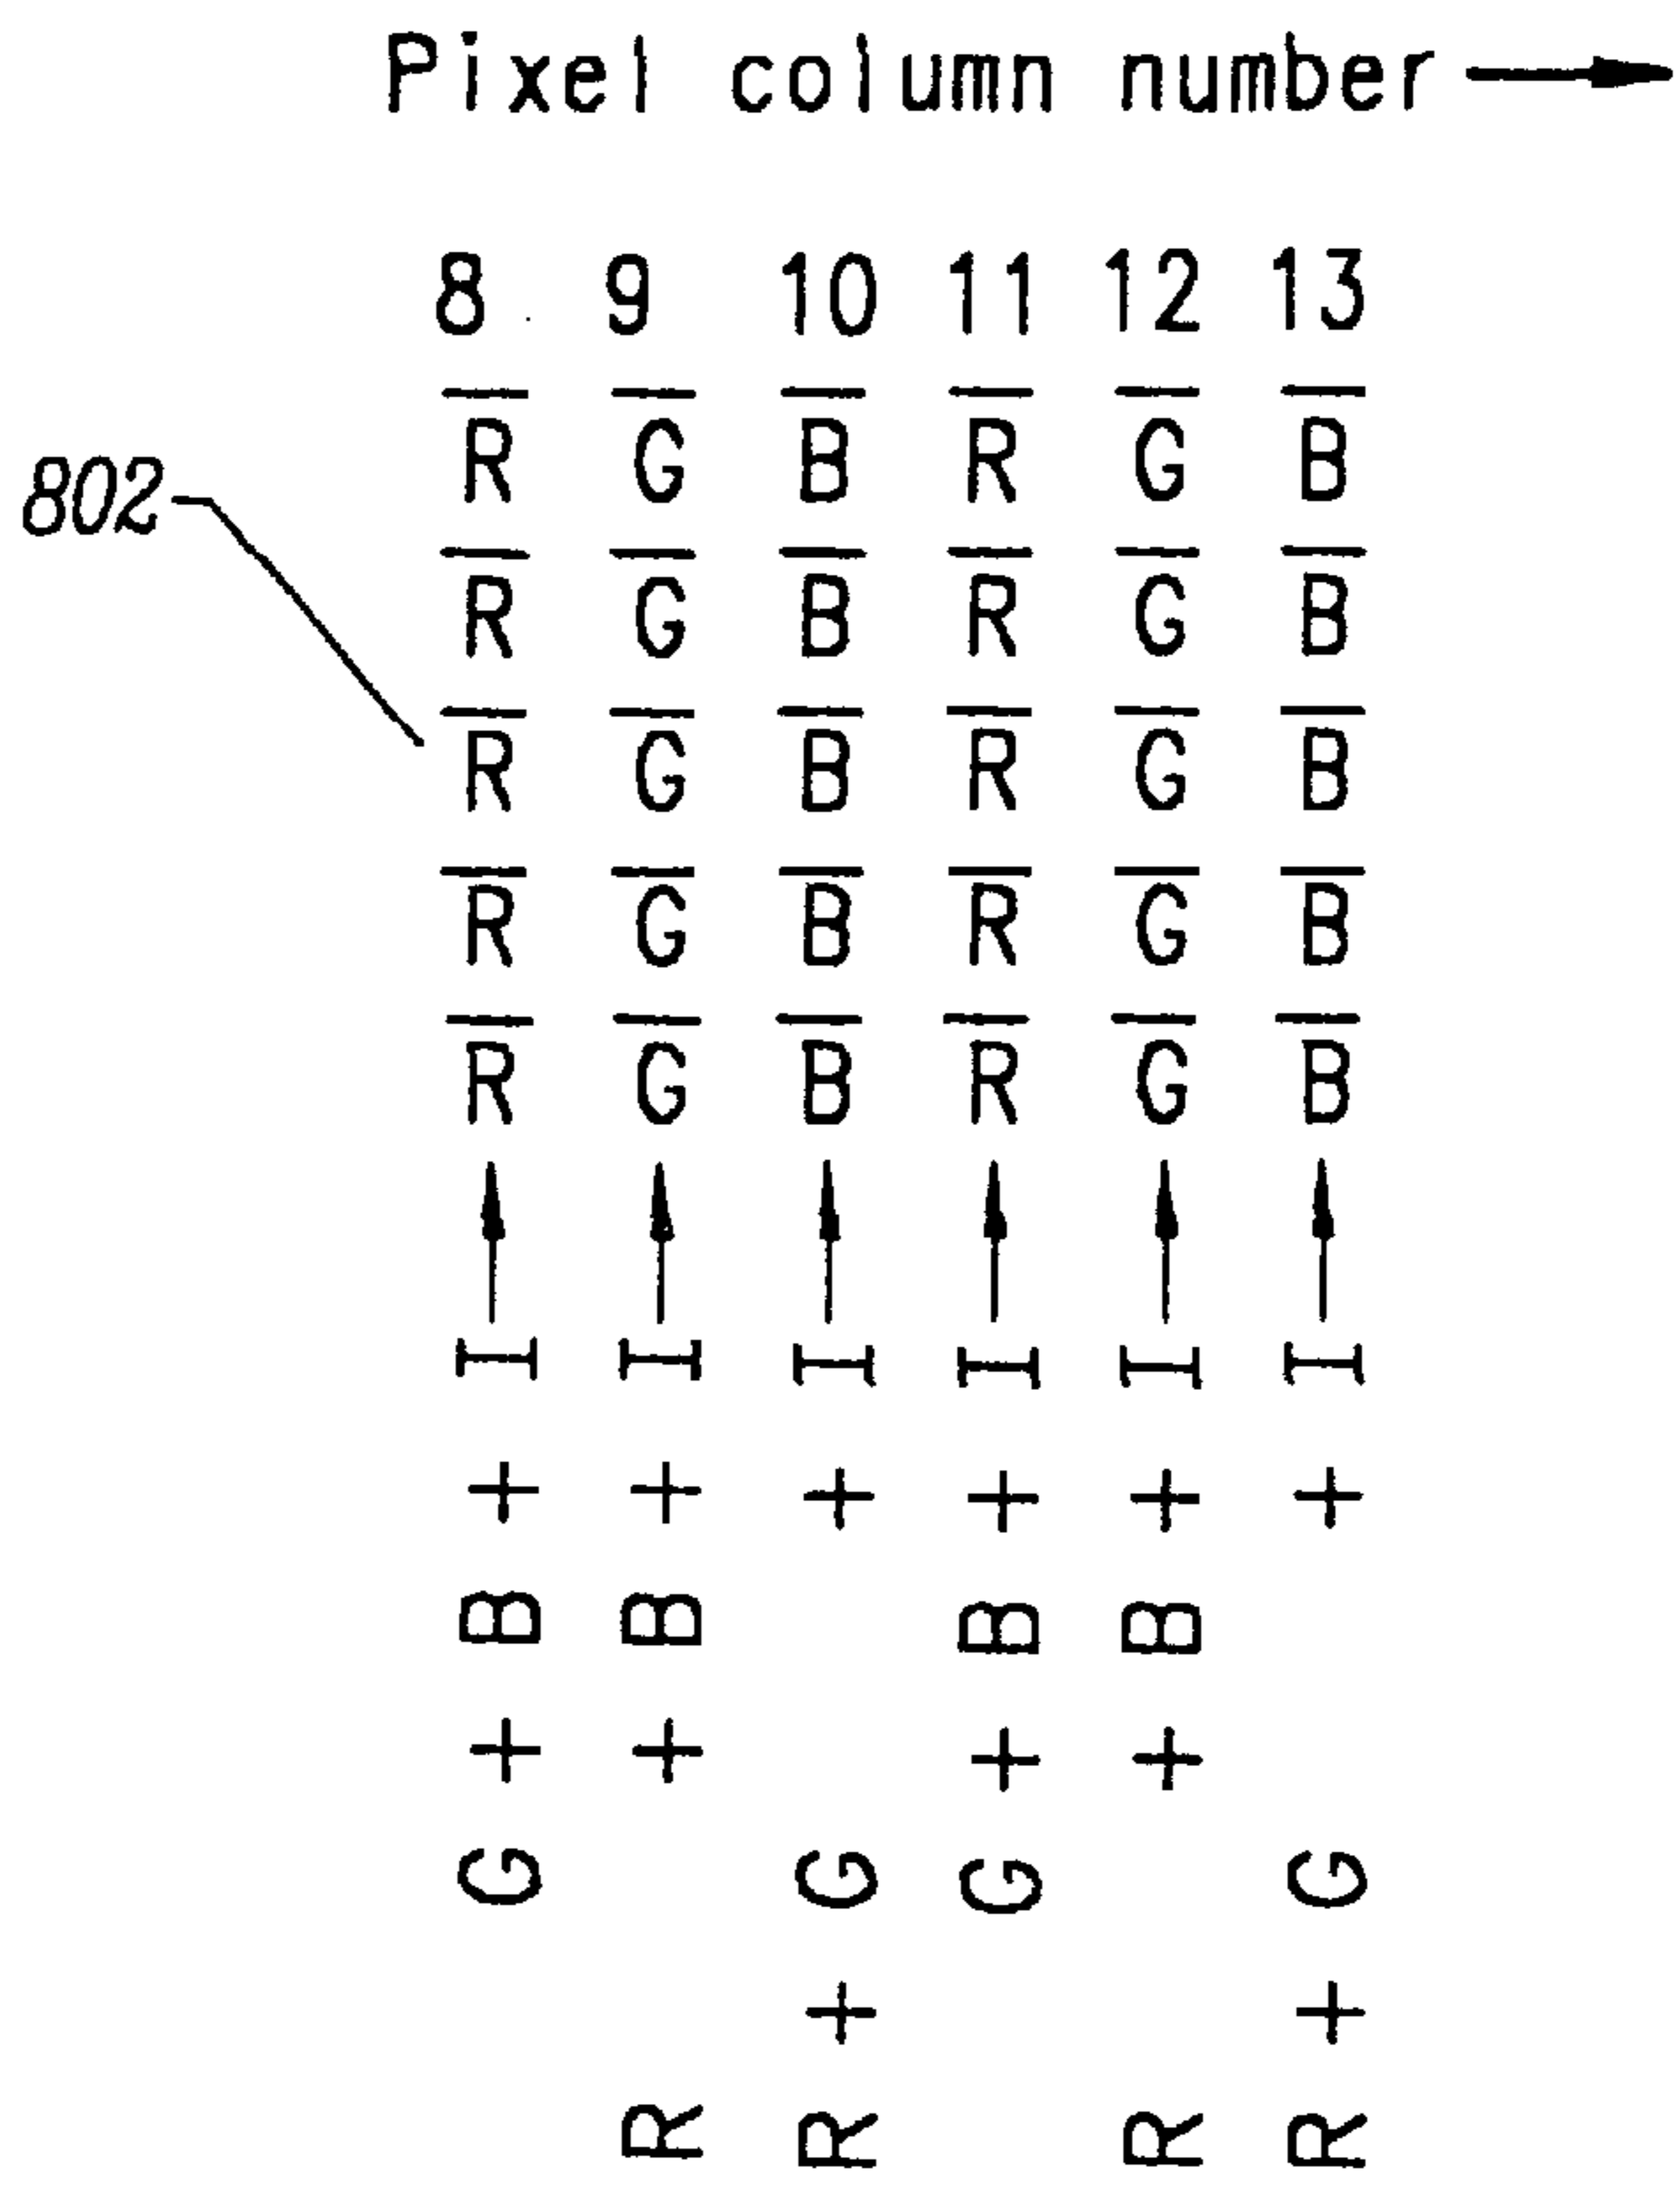 Pixel column number
8 9 10 11 12 13
R̅ G̅ B̅ R̅ G̅ B̅
802
R̅ G̅ B̅ R̅ G̅ B̅
R̅ G̅ B̅ R̅ G̅ B̅
R̅ G̅ B̅ R̅ G̅ B̅
R̅ G̅ B̅ R̅ G̅ B̅
G + B + I
R + B + I
R + G + I
G + B + I
R + B + I
R + G + I